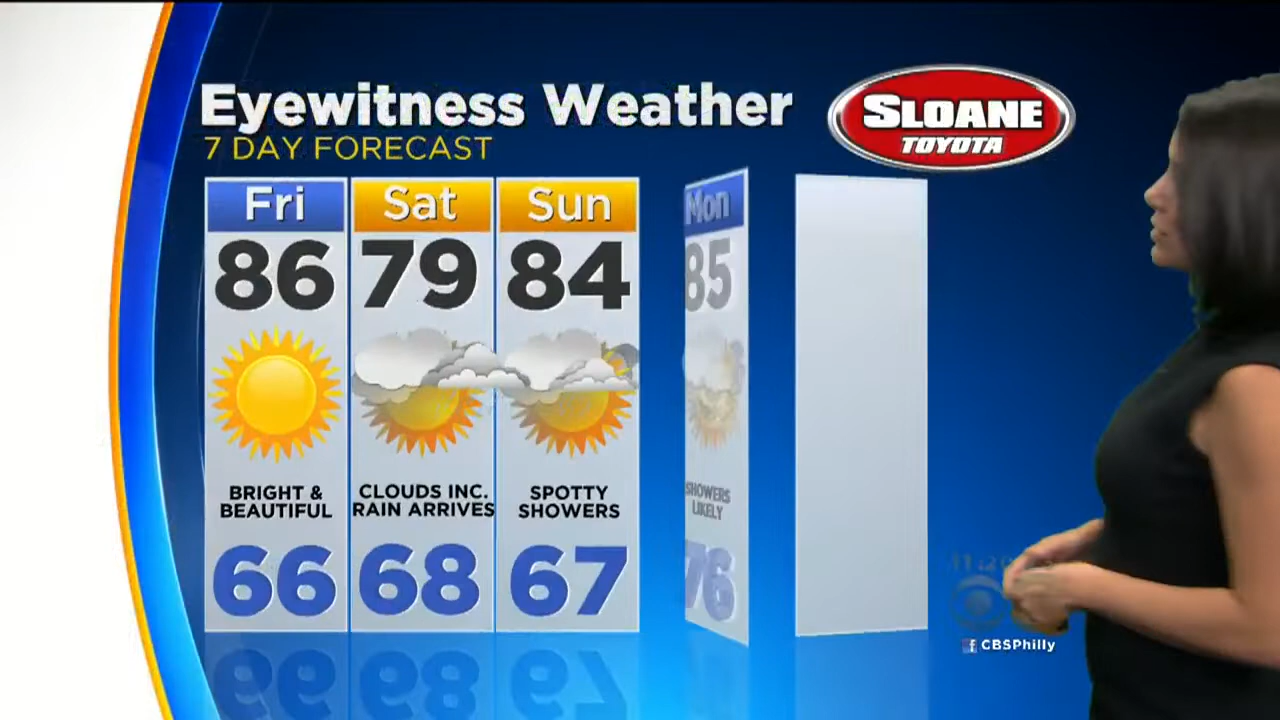 Eyewitness Weather
7 DAY FORECAST
SLOANE
TOYOTA
Fri
86
BRIGHT &
BEAUTIFUL
66
Sat
79
CLOUDS INC.
RAIN ARRIVES
68
Sun
84
SPOTTY
SHOWERS
67
Mon
85
SHOWERS
LIKELY
76
CBSPhilly